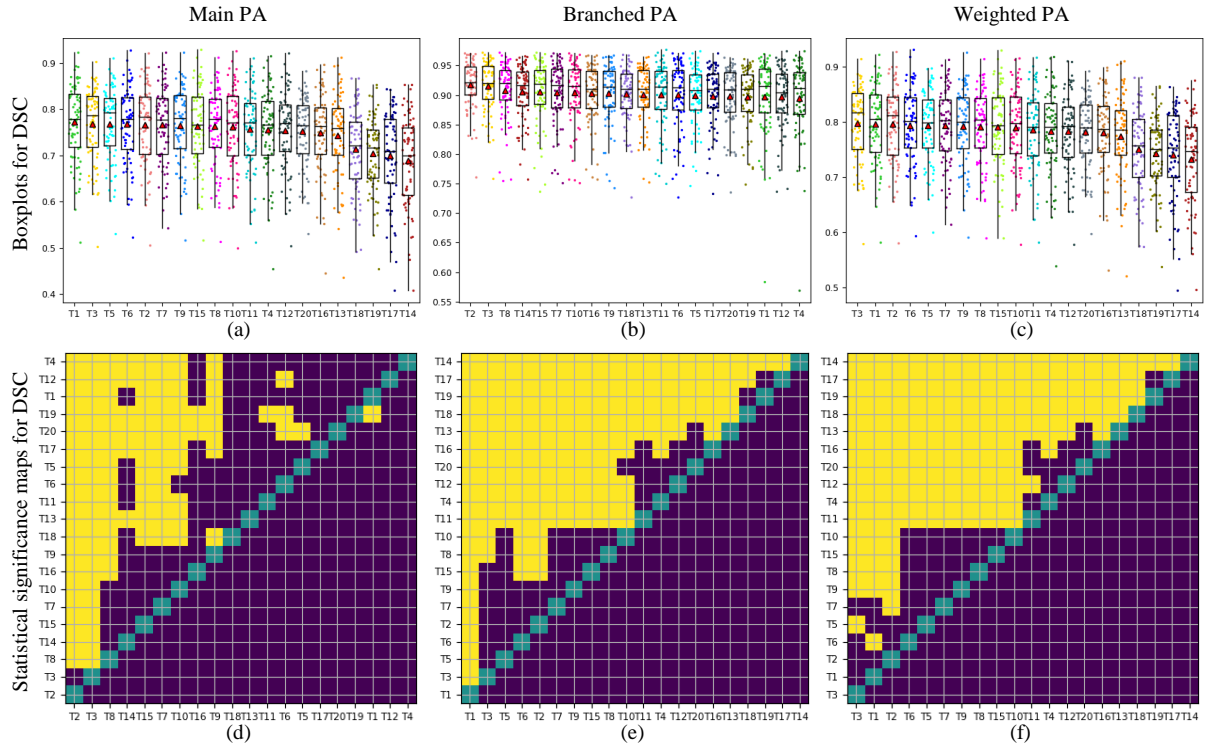 Main PA
Branched PA
Weighted PA
Boxplots for DSC
0.9
0.8
0.7
0.6
0.5
0.4
T1 T3 T5 T6 T2 T7 T9 T15 T8 T10 T11 T4 T12 T20 T16 T13 T18 T19 T17 T14
(a)
0.95
0.90
0.85
0.80
0.75
0.70
0.65
0.60
0.55
T2 T3 T8 T14 T15 T7 T10 T16 T9 T18 T13 T11 T6 T5 T17 T20 T19 T1 T12 T4
(b)
0.9
0.8
0.7
0.6
0.5
T3 T1 T2 T6 T5 T7 T9 T8 T15 T10 T11 T4 T12 T20 T16 T13 T18 T19 T17 T14
(c)
Statistical significance maps for DSC
T4
T12
T1
T19
T20
T17
T5
T6
T11
T13
T18
T9
T16
T10
T7
T15
T14
T8
T3
T2
T2 T3 T8 T14 T15 T7 T10 T16 T9 T18 T13 T11 T6 T5 T17 T20 T19 T1 T12 T4
(d)
T14
T17
T19
T18
T13
T16
T20
T12
T4
T11
T10
T8
T15
T9
T7
T2
T6
T5
T3
T1
T1 T3 T5 T6 T2 T7 T9 T15 T8 T10 T11 T4 T12 T20 T16 T13 T18 T19 T17 T14
(e)
T14
T17
T19
T18
T13
T16
T20
T12
T4
T11
T10
T15
T8
T9
T7
T5
T6
T2
T1
T3
T3 T1 T2 T6 T5 T7 T9 T8 T15 T10 T11 T4 T12 T20 T16 T13 T18 T19 T17 T14
(f)